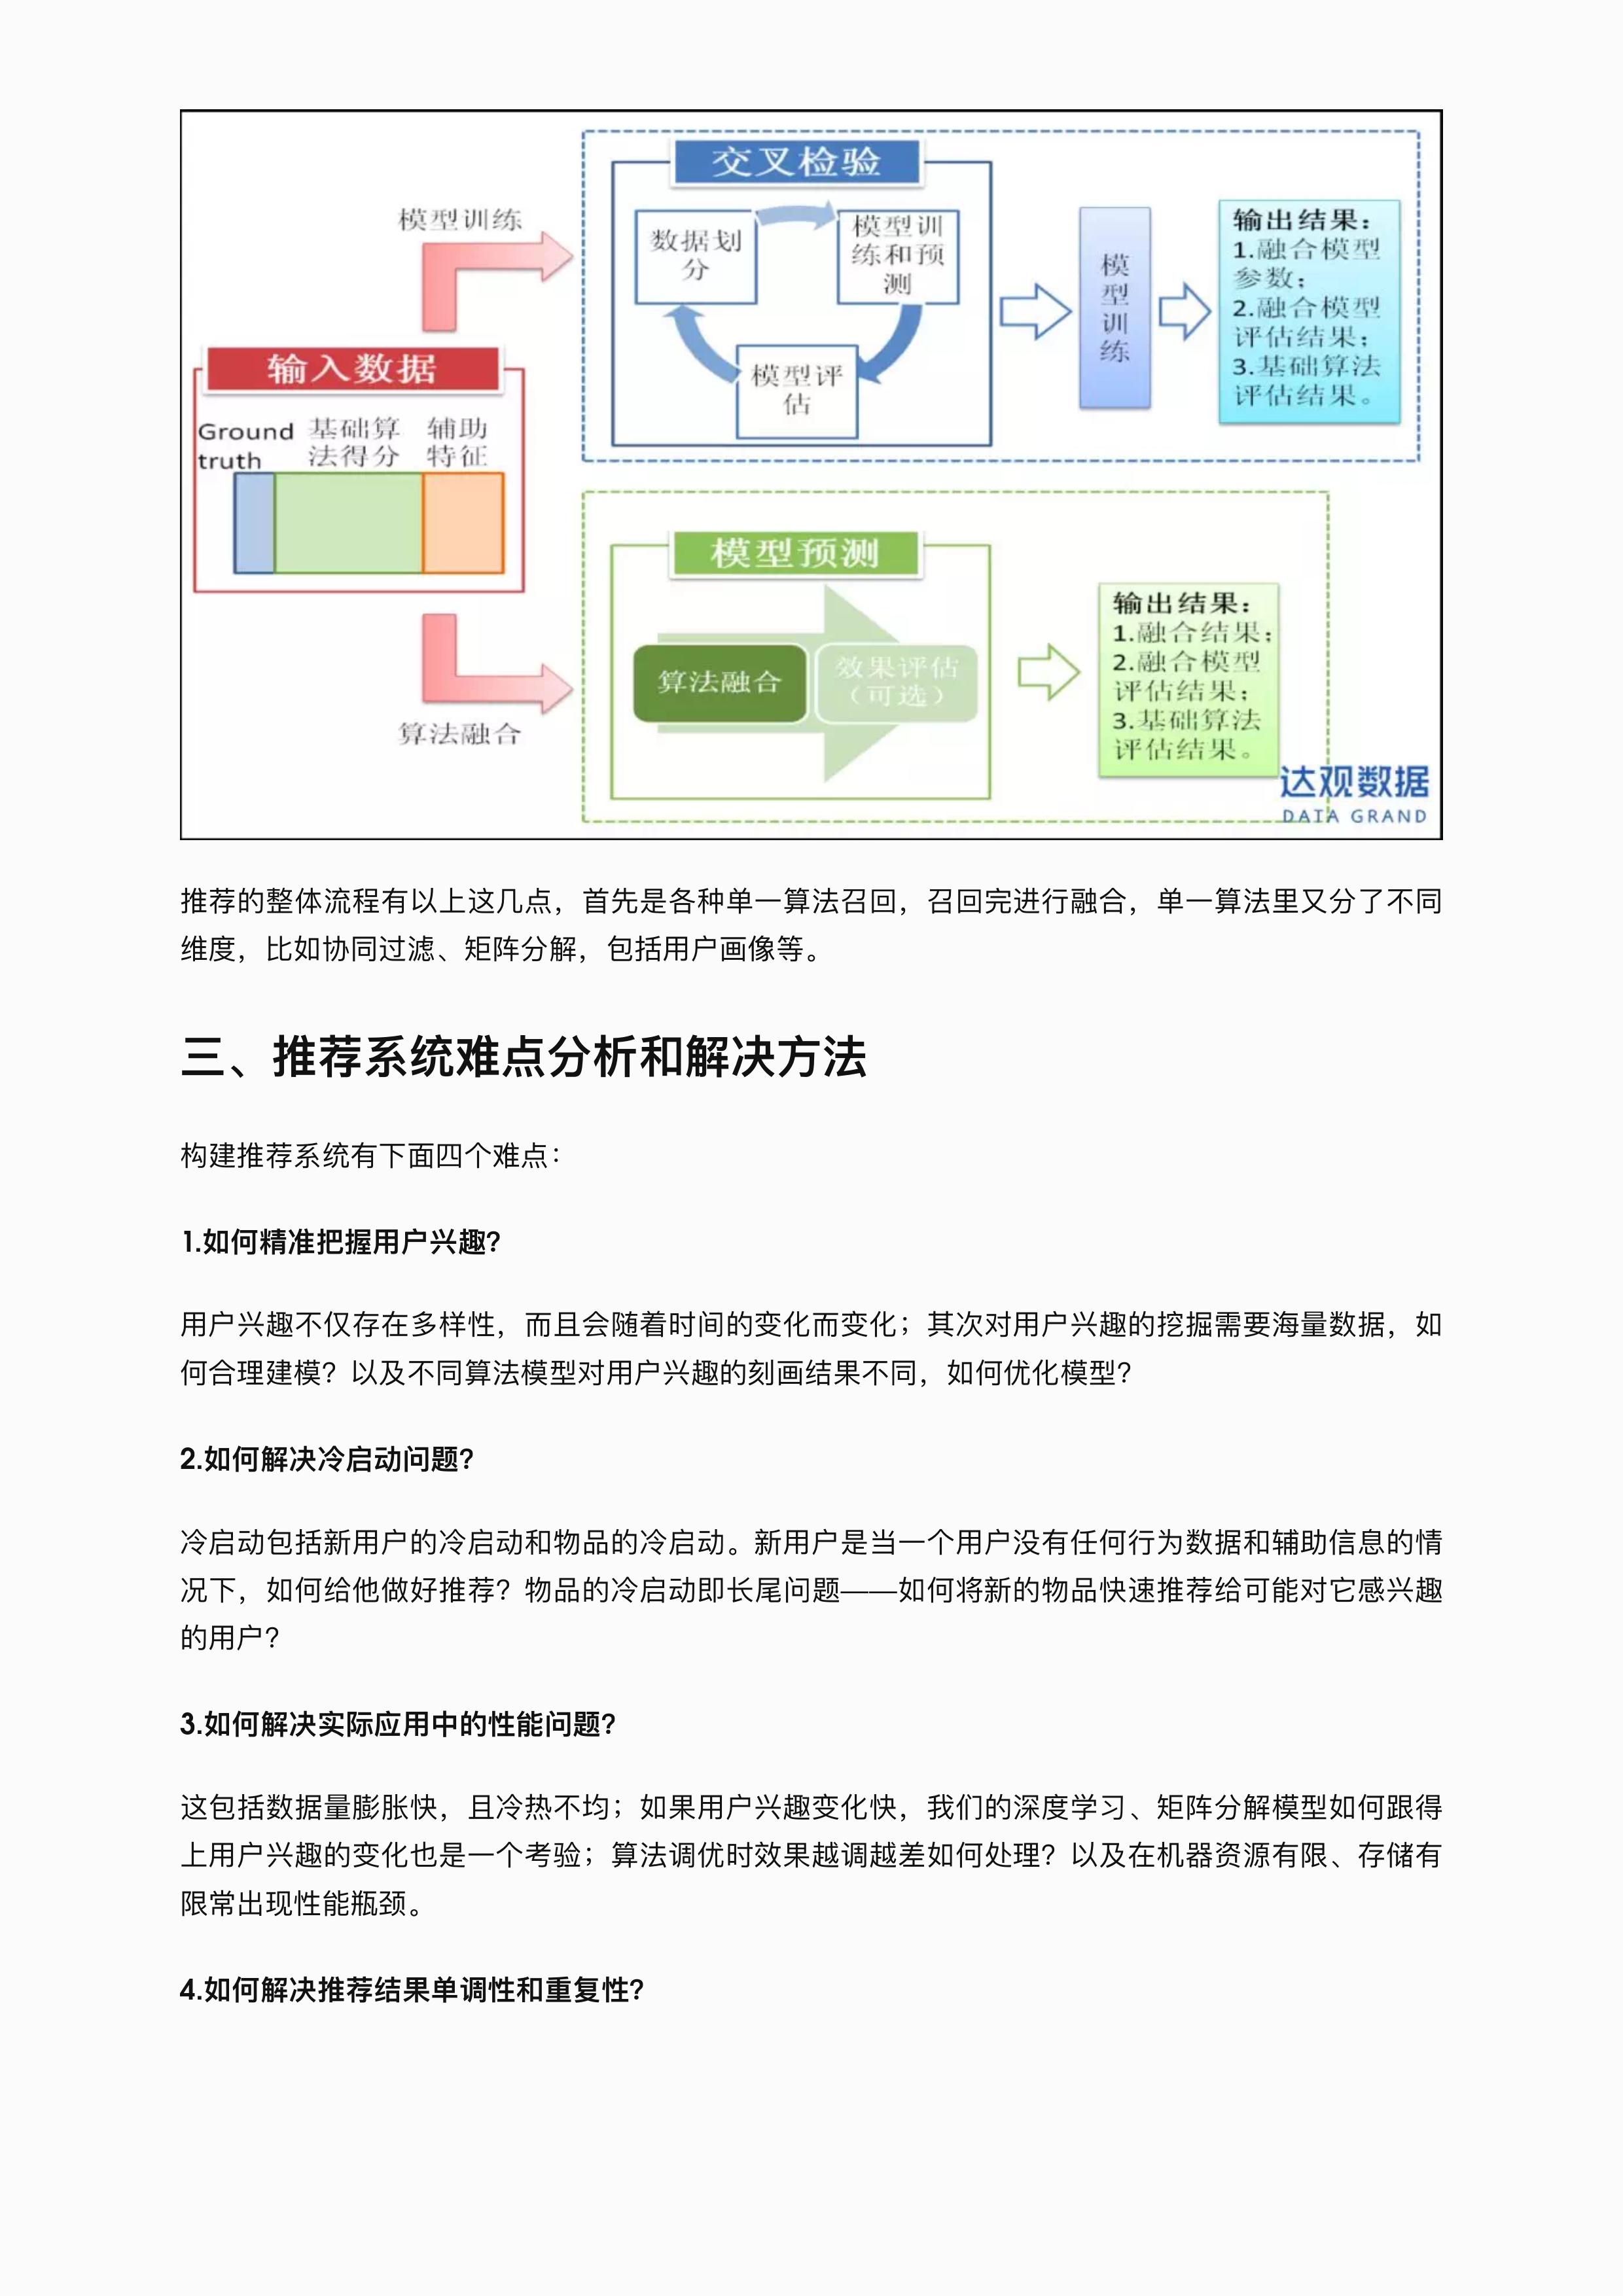 交叉检验
模型训练
数据划
分
模型训
练和预
测
模型评
估
模
型
训
练
输出结果：
1.融合模型
参数；
2.融合模型
评估结果；
3.基础算法
评估结果。
输入数据
Ground
truth
基础算
法得分
辅助
特征
模型预测
算法融合
效果评估
（可选）
输出结果：
1.融合结果；
2.融合模型
评估结果；
3.基础算法
评估结果。
算法融合
达观数据
DATA GRAND
推荐的整体流程有以上这几点，首先是各种单一算法召回，召回完进行融合，单一算法里又分了不同
维度，比如协同过滤、矩阵分解，包括用户画像等。
三、推荐系统难点分析和解决方法
构建推荐系统有下面四个难点：
1.如何精准把握用户兴趣？
用户兴趣不仅存在多样性，而且会随着时间的变化而变化；其次对用户兴趣的挖掘需要海量数据，如
何合理建模？以及不同算法模型对用户兴趣的刻画结果不同，如何优化模型？
2.如何解决冷启动问题？
冷启动包括新用户的冷启动和物品的冷启动。新用户是当一个用户没有任何行为数据和辅助信息的情
况下，如何给他做好推荐？物品的冷启动即长尾问题——如何将新的物品快速推荐给可能对它感兴趣
的用户？
3.如何解决实际应用中的性能问题？
这包括数据量膨胀快，且冷热不均；如果用户兴趣变化快，我们的深度学习、矩阵分解模型如何跟得
上用户兴趣的变化也是一个考验；算法调优时效果越调越差如何处理？以及在机器资源有限、存储有
限常出现性能瓶颈。
4.如何解决推荐结果单调性和重复性？